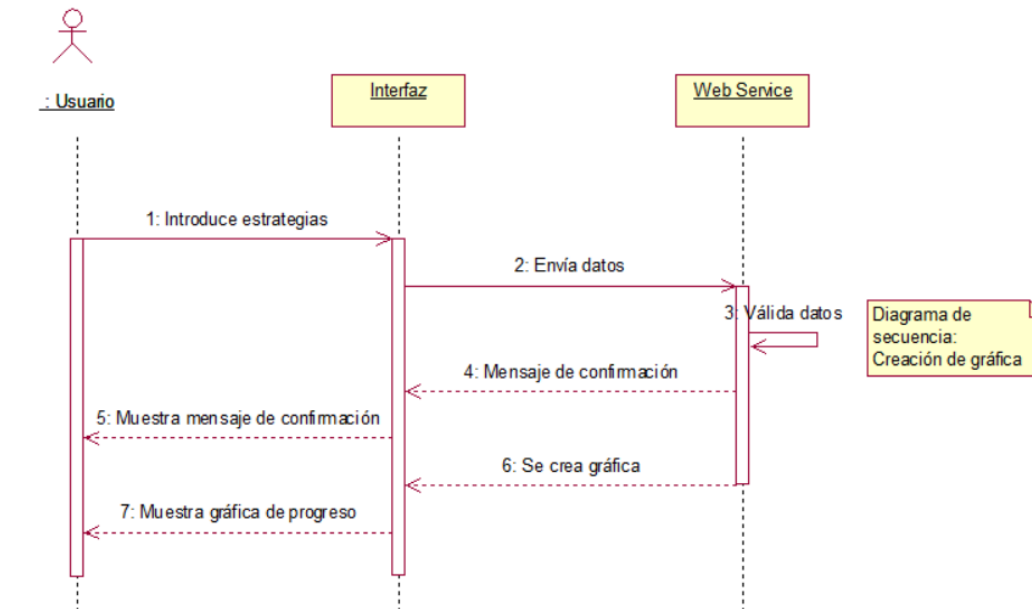 : Usuario
Interfaz
Web Service
1: Introduce estrategias
2: Envía datos
3: Válida datos
Diagrama de
secuencia:
Creación de gráfica
4: Mensaje de confirmación
5: Muestra mensaje de confirmación
6: Se crea gráfica
7: Muestra gráfica de progreso